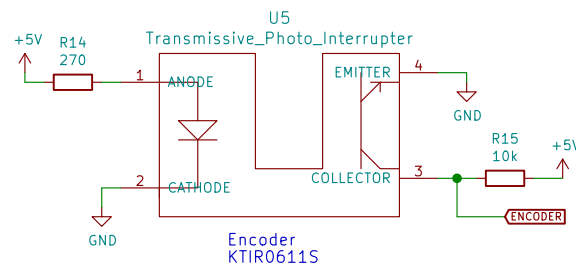 U5
Transmissive_Photo_Interrupter
+5V
R14
270
1
ANODE
EMITTER
4
GND
R15
10k
+5V
2
CATHODE
COLLECTOR
3
ENCODER
GND
Encoder
KTIR0611S